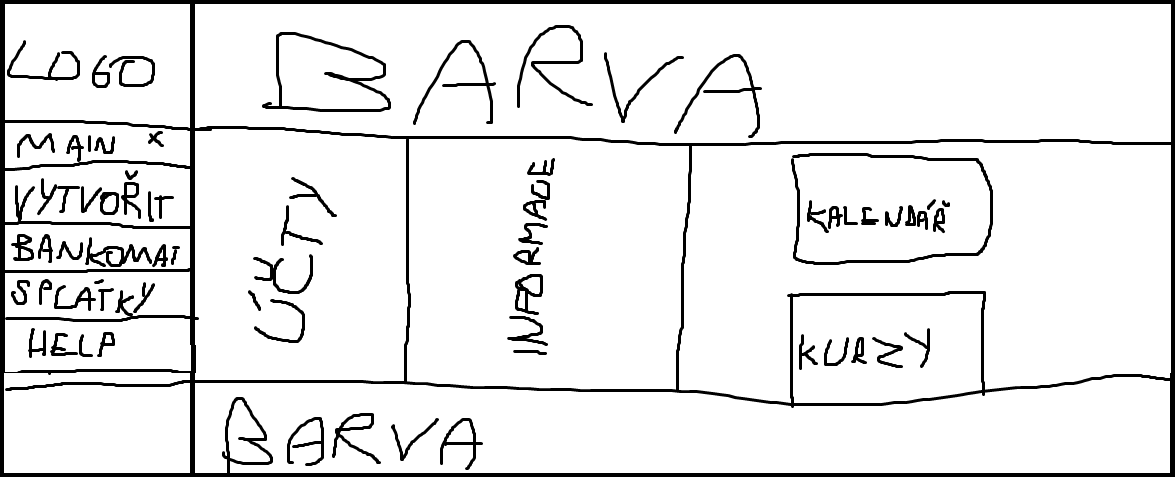 LOGO
BARVA
MAIN x
VYTVOŘIT
BANKOMAT
SPLÁTKY
HELP
ÚČTY
INFORMACE
KALENDÁŘ
KURZY
BARVA